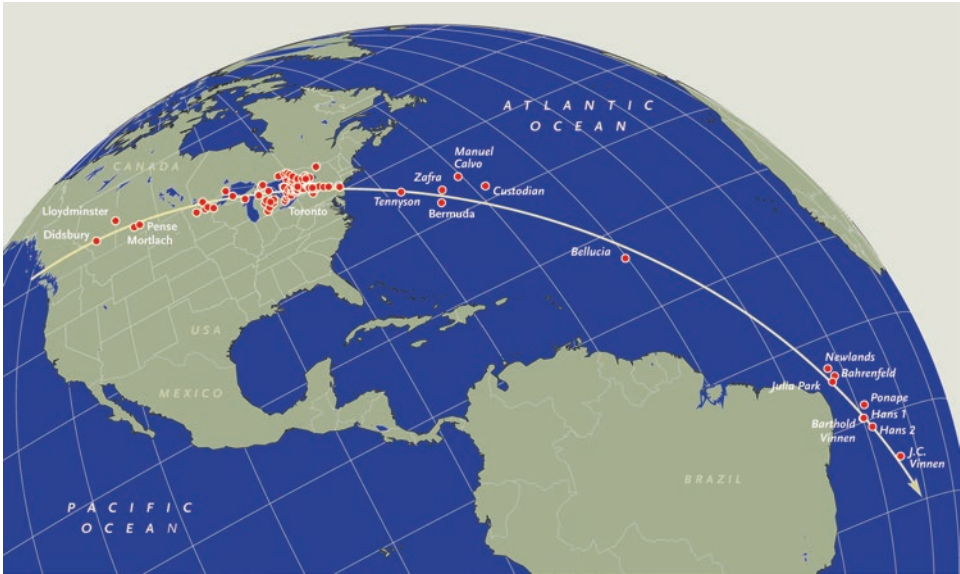 ATLANTIC
OCEAN
CANADA
Manuel
Calvo
Zafra
Custodian
Tennyson
Bermuda
Lloydminster
Didsbury
Pense
Mortlach
Toronto
Bellucia
USA
MEXICO
Newlands
Bahrenfeld
Julia Park
Ponape
Hans 1
Barthold
Vinnen
Hans 2
J.C.
Vinnen
BRAZIL
PACIFIC
OCEAN